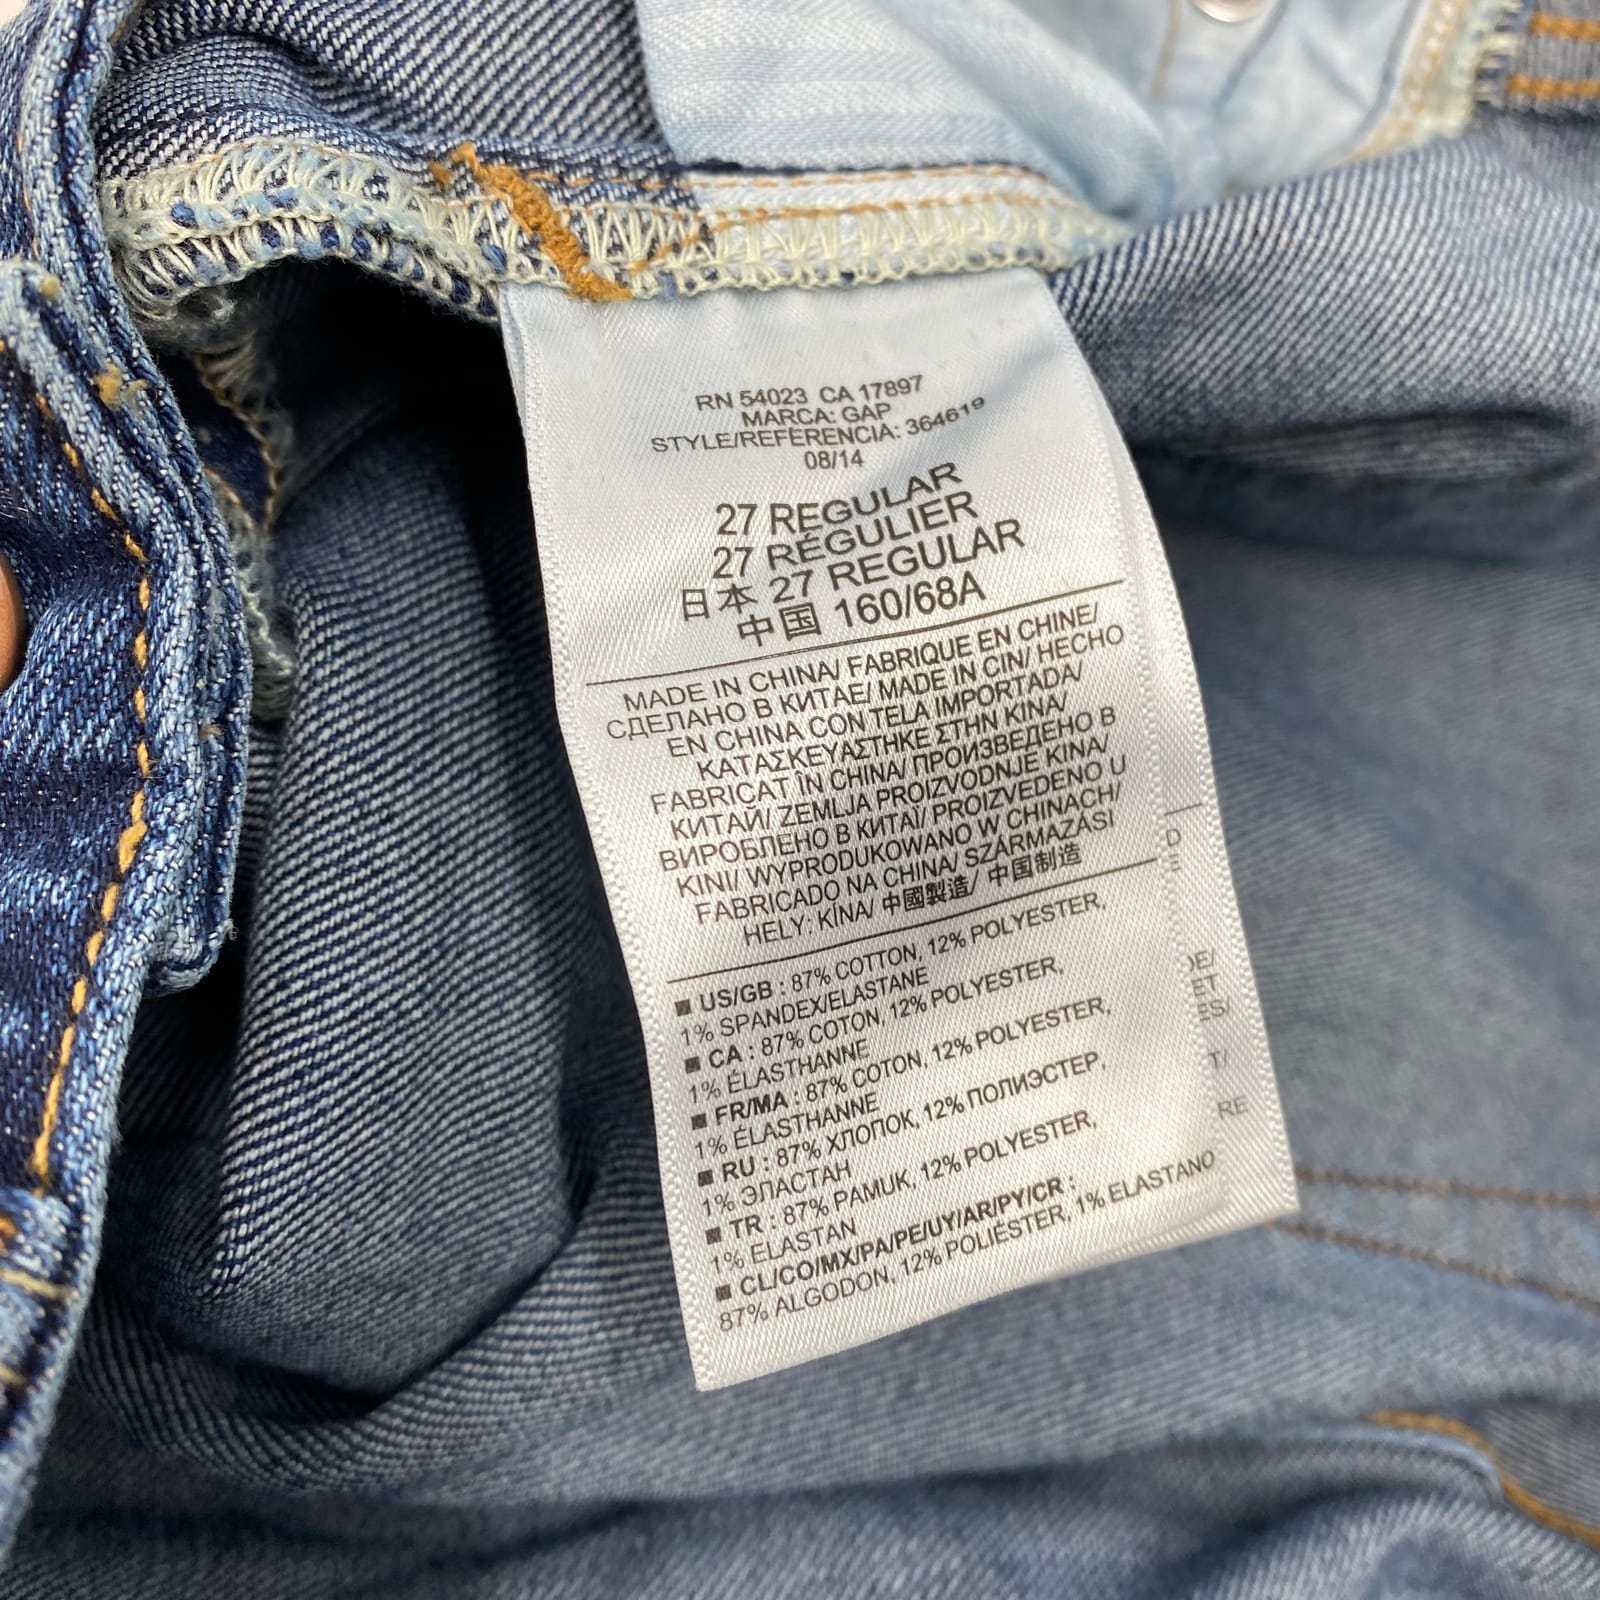 RN 54023 CA 17897
MARCA: GAP
STYLE/REFERENCIA: 364619
08/14
27 REGULAR
27 RÉGULIER
日本 27 REGULAR
中国 160/68A
MADE IN CHINA/ FABRIQUE EN CHINE/
СДЕЛАНО В КИТАЕ/ MADE IN CIN/ HECHO
EN CHINA CON TELA IMPORTADA/
ΚΑΤΑΣΚΕΥΑΣΤΗΚΕ ΣΤΗΝ ΚΙΝΑ/
FABRICAT ÎN CHINA/ ПРОИЗВЕДЕНО В
КИТАЙ/ ZEMLJA PROIZVODNJE KINA/
ВИРОБЛЕНО В КИТАЇ/ PROIZVEDENO U
KINI/ WYPRODUKOWANO W CHINACH/
FABRICADO NA CHINA/ SZÁRMAZÁSI
HELY: KÍNA/ 中國製造/ 中国制造
■ US/GB : 87% COTTON, 12% POLYESTER,
1% SPANDEX/ELASTANE
■ CA : 87% COTON, 12% POLYESTER,
1% ÉLASTHANNE
■ FR/MA : 87% COTON, 12% POLYESTER,
1% ÉLASTHANNE
■ RU : 87% ХЛОПОК, 12% ПОЛИЭСТЕР,
1% ЭЛАСТАН
■ TR : 87% PAMUK, 12% POLYESTER,
1% ELASTAN
■ CL/CO/MX/PA/PE/UY/AR/PY/CR :
87% ALGODON, 12% POLIÉSTER, 1% ELASTANO
D
E
DE/
ET
ES/
T/
RE